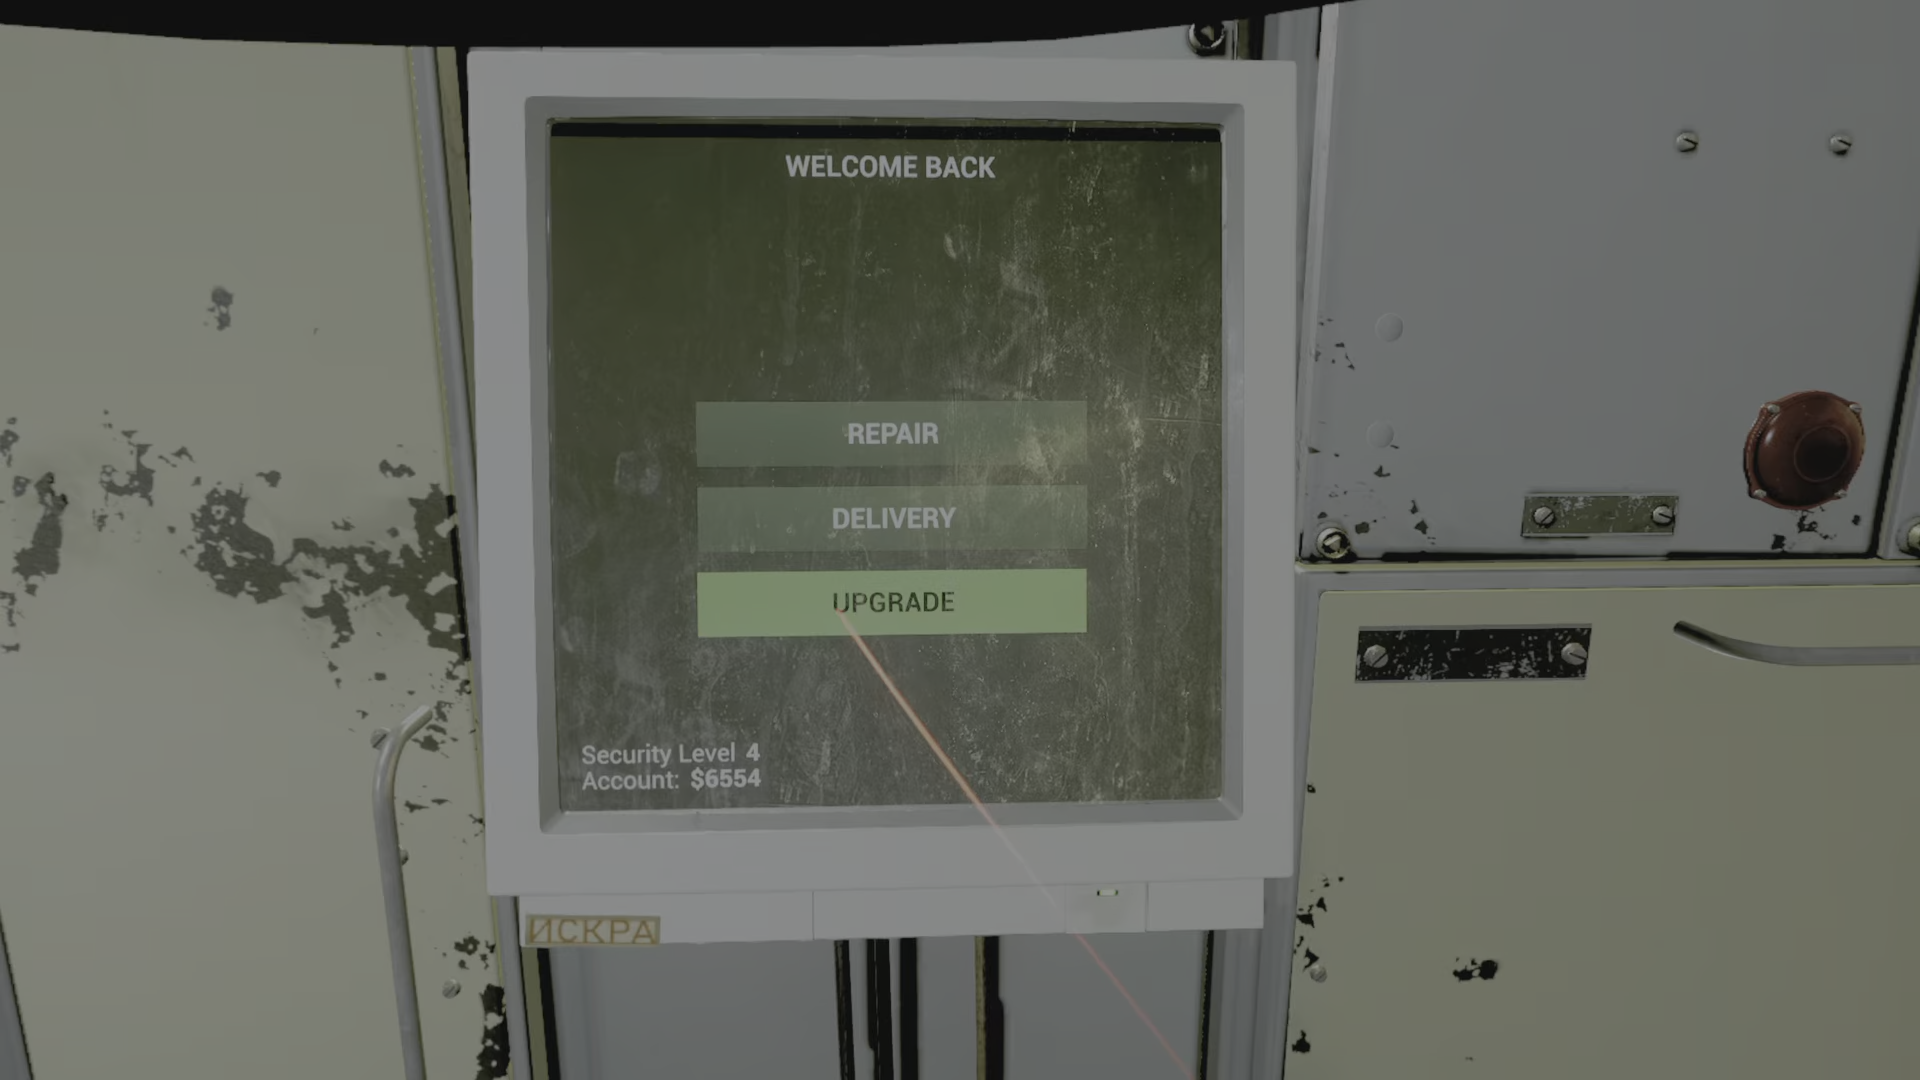 WELCOME BACK
REPAIR
DELIVERY
UPGRADE
Security Level 4
Account: $6554
ИСКРА